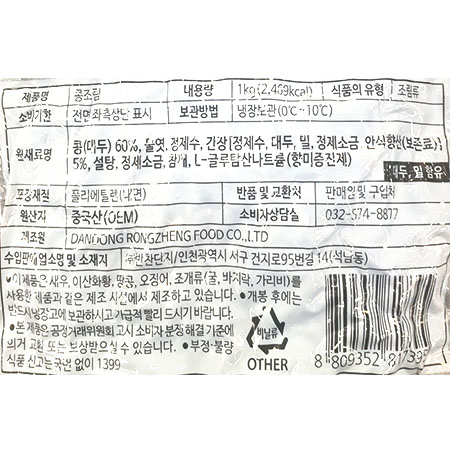 제품명 콩조림 내용량 1kg(2,469kcal) 식품의 유형 조림류
소비기한 전면 좌측상단 표시 보관방법 냉장보관(0℃~10℃)
원재료명 콩(대두) 60%, 물엿, 정제수, 간장{정제수, 대두, 밀, 정제소금, 안식향산(보존료)}
5%, 설탕, 정제소금, 참깨, L-글루탐산나트륨(향미증진제)
대두, 밀 함유
포장재질 폴리에틸렌(내면) 반품 및 교환처 판매업 및 구입처
원산지 중국산(OEM) 소비자상담실 032-574-8877
제조원 DANDONG RONGZHENG FOOD CO.,LTD
수입판매업소명 및 소재지 ㈜반찬단지/인천광역시 서구 건지로95번길 14(석남동)
•이제품은 새우, 이산화황, 땅콩, 오징어, 조개류(굴, 바지락, 가리비)를
사용한 제품과 같은 제조 시설에서 제조하고 있습니다. •개봉 후에는
반드시 냉장고에 보관하시고 가급적 빨리 드시기 바랍니다.
•본 제품은 공정거래위원회 고시 소비자 분쟁 해결 기준에
의거 교환 또는 보상받으실 수 있습니다. •부정·불량
식품 신고는 국번 없이 1399
비닐류
OTHER
8 809352 817395